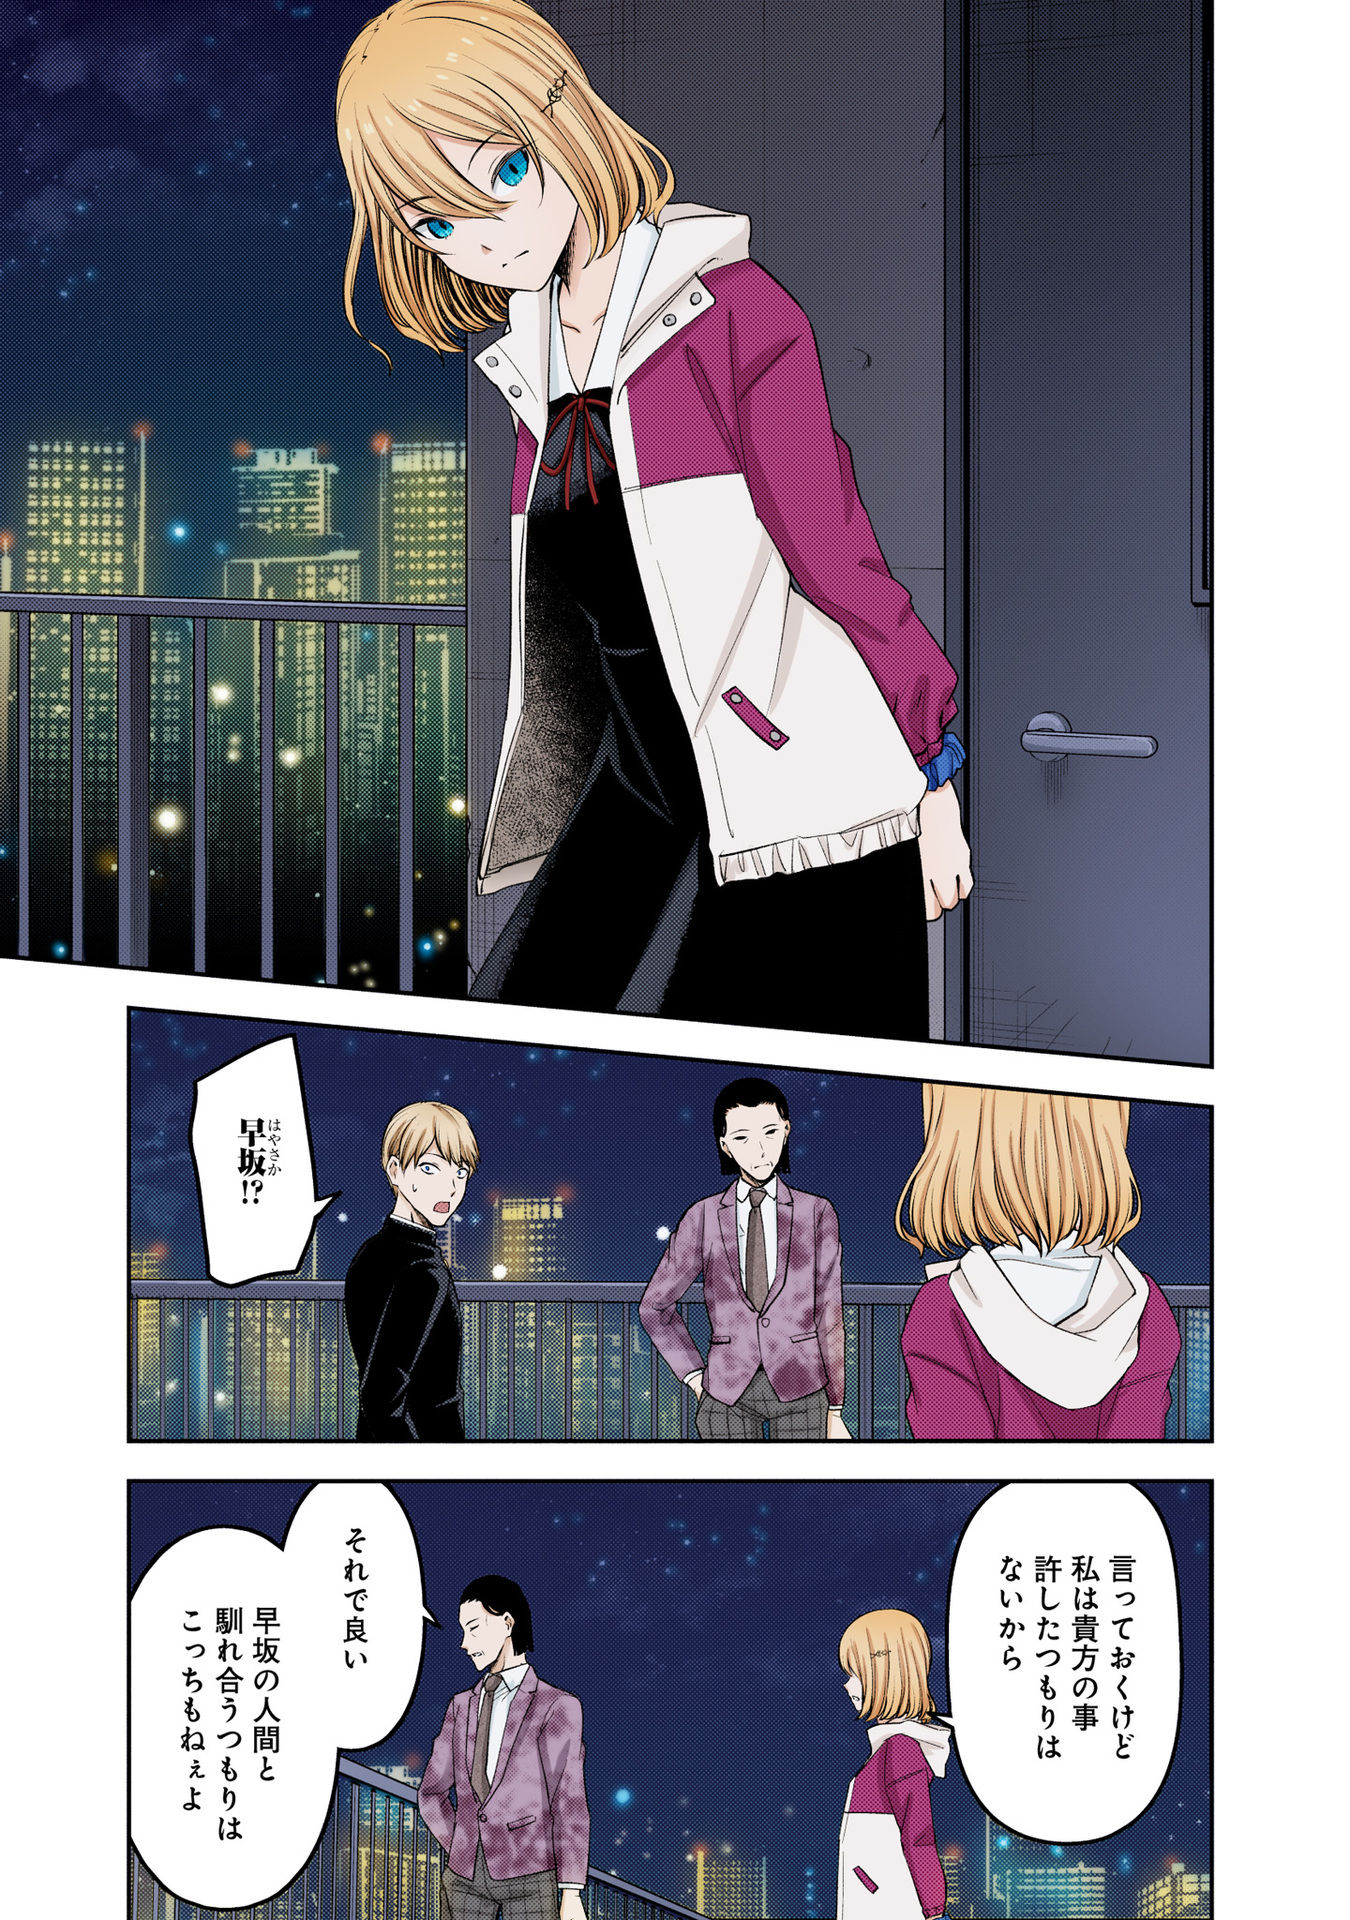 早坂!?
はやさか
言っておくけど
私は貴方の事
許したつもりは
ないから
それで良い
早坂の人間と
馴れ合うつもりは
こっちもねぇよ